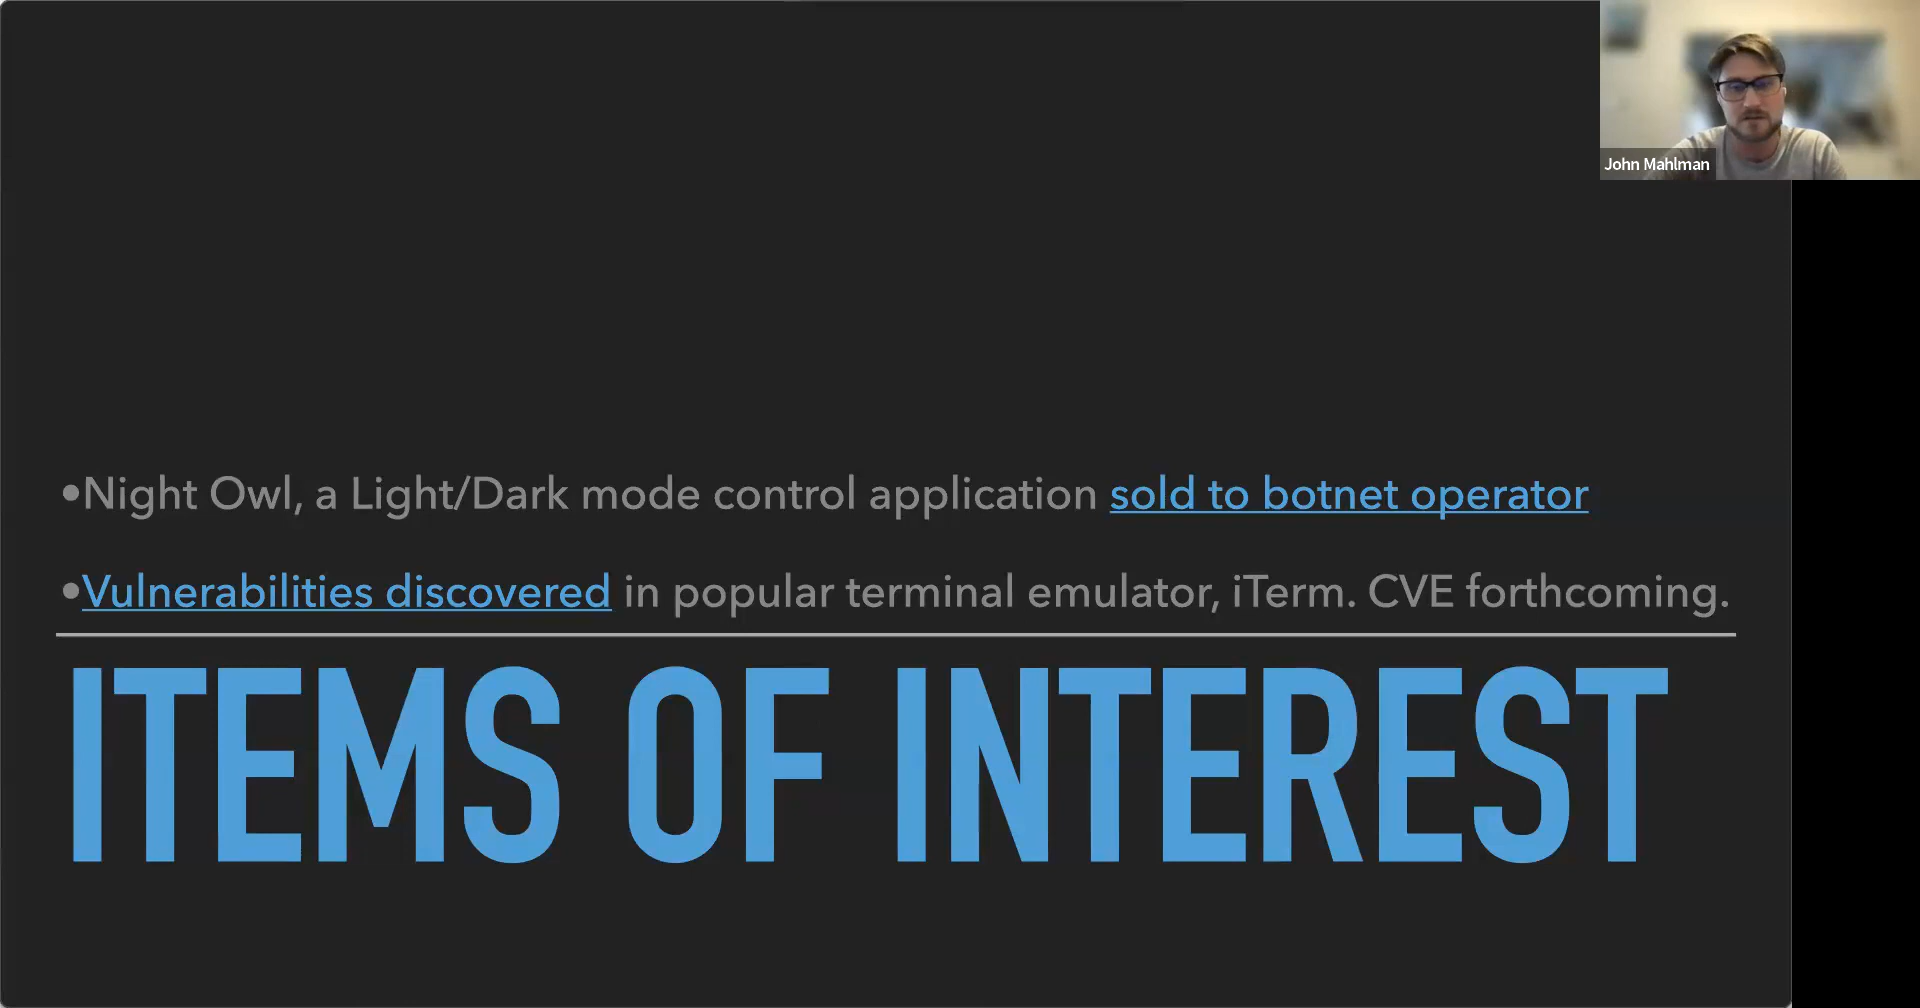 John Mahlman
•Night Owl, a Light/Dark mode control application sold to botnet operator
•Vulnerabilities discovered in popular terminal emulator, iTerm. CVE forthcoming.
ITEMS OF INTEREST